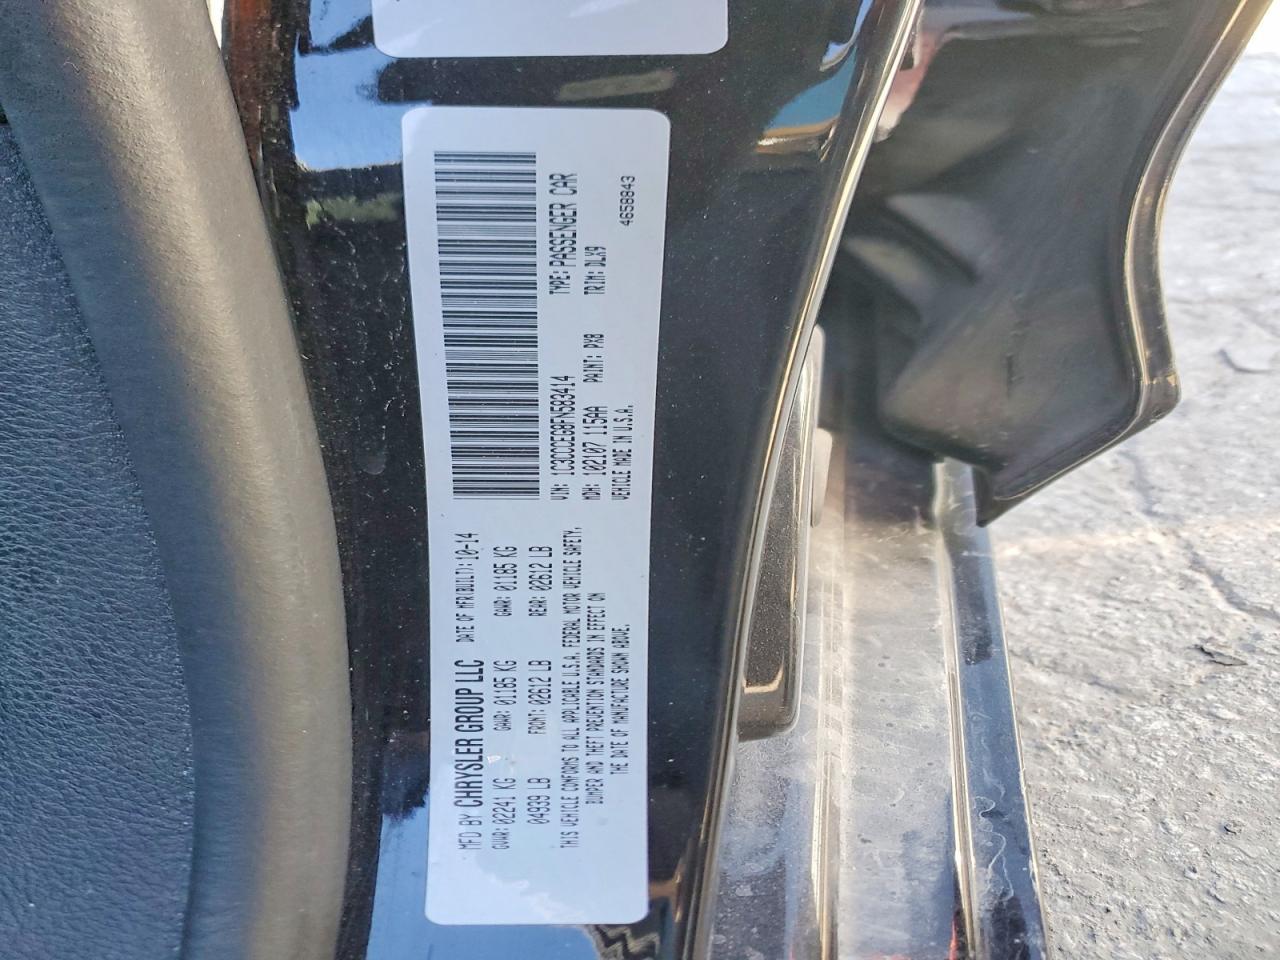 MFD BY CHRYSLER GROUP LLC DATE OF MFR(BUILT): 10-14
GVWR: 02241 KG GAWR: 01185 KG GAWR: 01185 KG
04939 LB FRONT: 02612 LB REAR: 02612 LB
THIS VEHICLE CONFORMS TO ALL APPLICABLE U.S.A. FEDERAL MOTOR VEHICLE SAFETY,
BUMPER AND THEFT PREVENTION STANDARDS IN EFFECT ON
THE DATE OF MANUFACTURE SHOWN ABOVE.
VIN: 1C3CCCEG8FN583414 TYPE: PASSENGER CAR
MDH: 102107 115AA PAINT: PX8 TRIM: DLX9
VEHICLE MADE IN U.S.A. 4658843